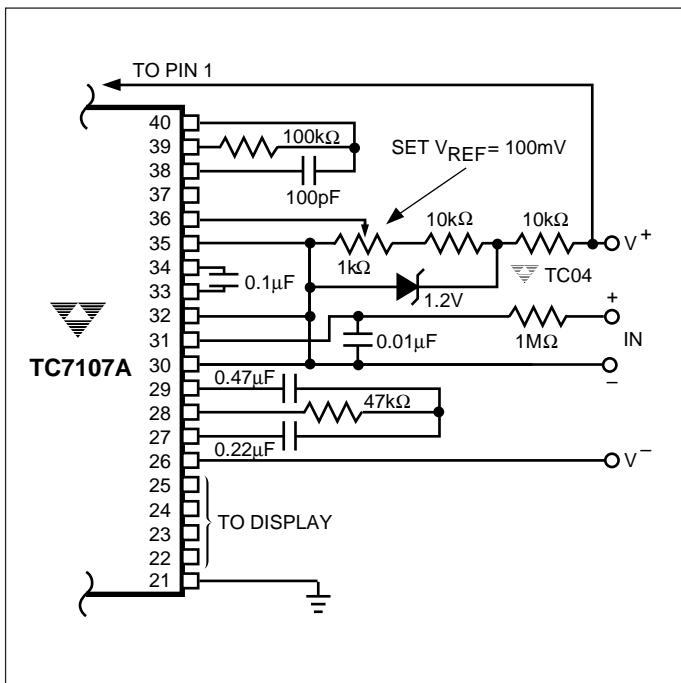 TO PIN 1
40
39
38
37
36
35
34
33
32
31
30
29
28
27
26
25
24
23
22
21
TC7107A
100kΩ
100pF
SET VREF = 100mV
1kΩ
10kΩ
10kΩ
V+
TC04
1.2V
0.1µF
0.01µF
1MΩ
+
IN
–
0.47µF
47kΩ
0.22µF
V–
TO DISPLAY